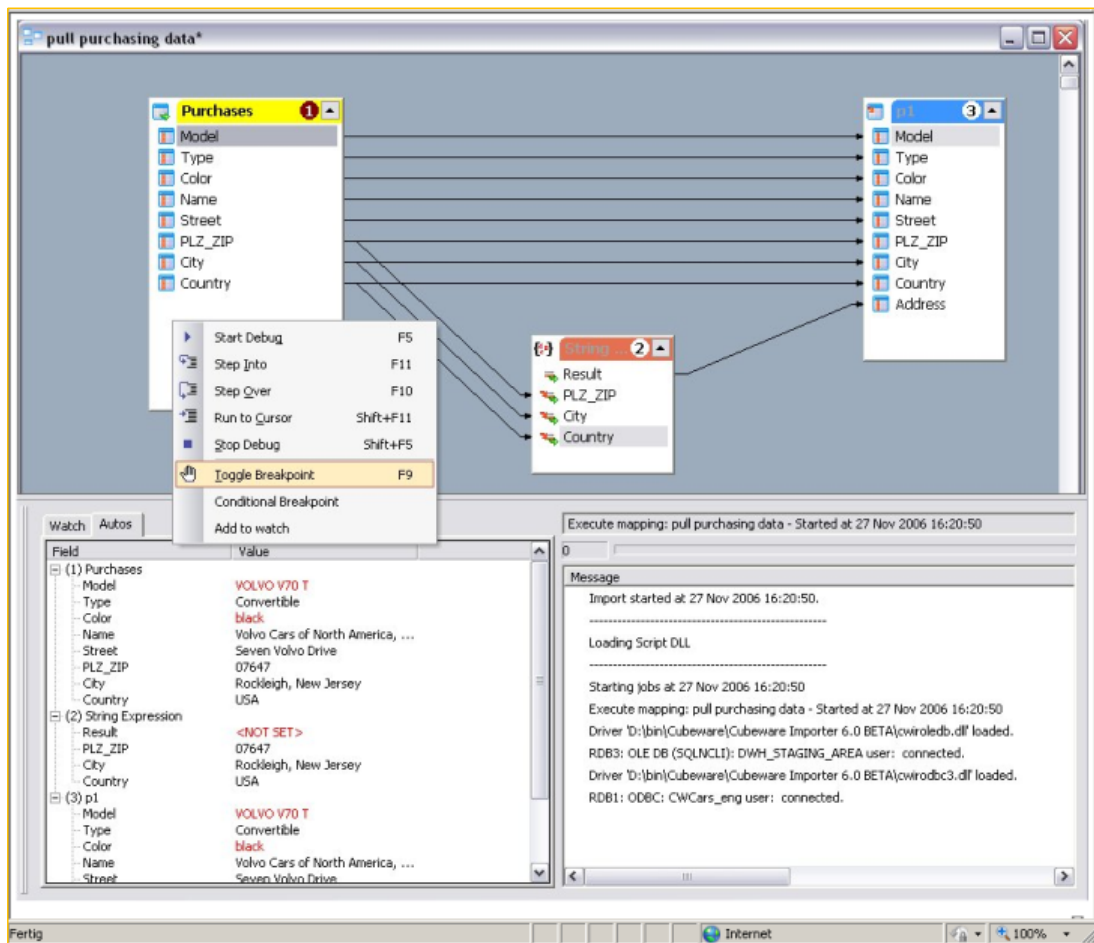 pull purchasing data*
Purchases 1
Model
Type
Color
Name
Street
PLZ_ZIP
City
Country
p1 3
Model
Type
Color
Name
Street
PLZ_ZIP
City
Country
Address
String ... 2
Result
PLZ_ZIP
City
Country
Start Debug F5
Step Into F11
Step Over F10
Run to Cursor Shift+F11
Stop Debug Shift+F5
Toggle Breakpoint F9
Conditional Breakpoint
Add to watch
Watch Autos
Field Value
(1) Purchases
Model VOLVO V70 T
Type Convertible
Color black
Name Volvo Cars of North America, ...
Street Seven Volvo Drive
PLZ_ZIP 07647
City Rockleigh, New Jersey
Country USA
(2) String Expression
Result <NOT SET>
PLZ_ZIP 07647
City Rockleigh, New Jersey
Country USA
(3) p1
Model VOLVO V70 T
Type Convertible
Color black
Name Volvo Cars of North America, ...
Street Seven Volvo Drive
Execute mapping: pull purchasing data - Started at 27 Nov 2006 16:20:50
0
Message
Import started at 27 Nov 2006 16:20:50.
-------------------------------------------------------
Loading Script DLL
-------------------------------------------------------
Starting jobs at 27 Nov 2006 16:20:50
Execute mapping: pull purchasing data - Started at 27 Nov 2006 16:20:50
Driver 'D:\bin\Cubeware\Cubeware Importer 6.0 BETA\cwiroledb.dll' loaded.
RDB3: OLE DB (SQLNCLI): DWH_STAGING_AREA user:  connected.
Driver 'D:\bin\Cubeware\Cubeware Importer 6.0 BETA\cwirodbc3.dll' loaded.
RDB1: ODBC: CWCars_eng user:  connected.
Fertig Internet 100%